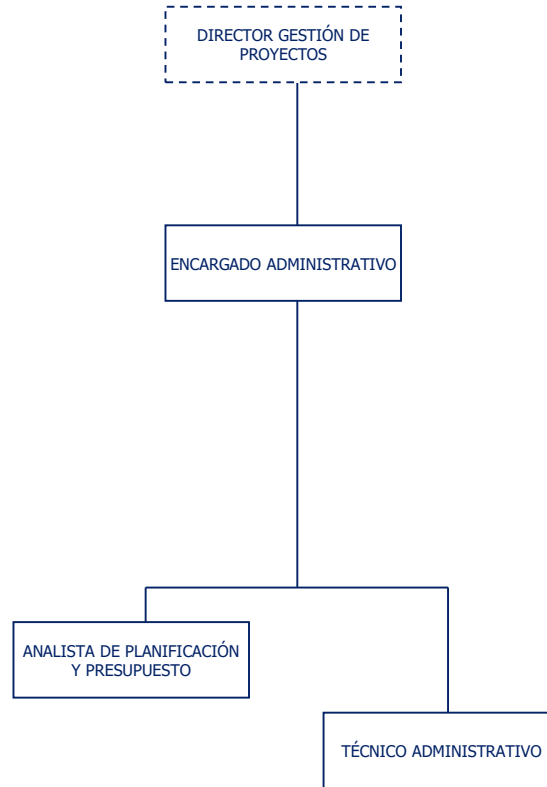 DIRECTOR GESTIÓN DE
PROYECTOS
ENCARGADO ADMINISTRATIVO
ANALISTA DE PLANIFICACIÓN
Y PRESUPUESTO
TÉCNICO ADMINISTRATIVO